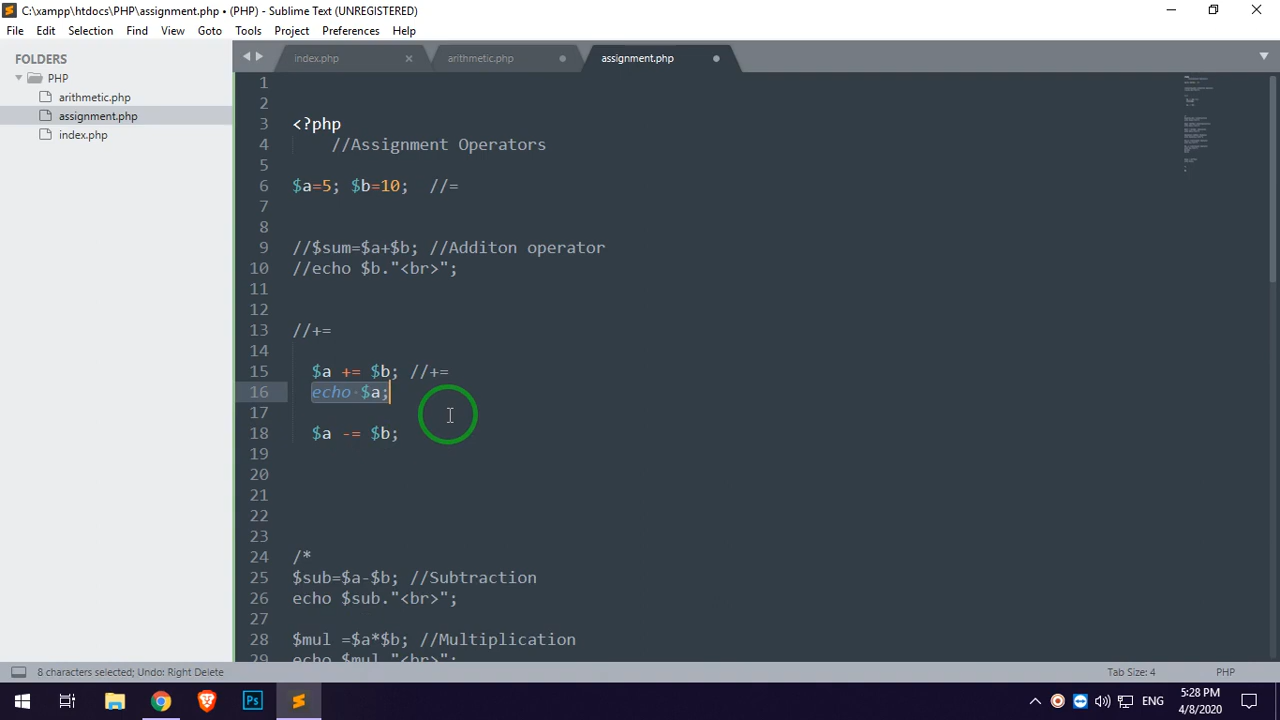 C:\xampp\htdocs\PHP\assignment.php • (PHP) - Sublime Text (UNREGISTERED)
File Edit Selection Find View Goto Tools Project Preferences Help
FOLDERS
PHP
arithmetic.php
assignment.php
index.php
index.php × arithmetic.php assignment.php
1
2
3 <?php
4 //Assignment Operators
5
6 $a=5; $b=10; //=
7
8
9 //$sum=$a+$b; //Additon operator
10 //echo $b."<br>";
11
12
13 //+=
14
15 $a += $b; //+=
16 echo $a;
17
18 $a -= $b;
19
20
21
22
23
24 /*
25 $sub=$a-$b; //Subtraction
26 echo $sub."<br>";
27
28 $mul =$a*$b; //Multiplication
29 echo $mul."<br>";
8 characters selected; Undo: Right Delete
Tab Size: 4 PHP
Ps
ENG
5:28 PM
4/8/2020